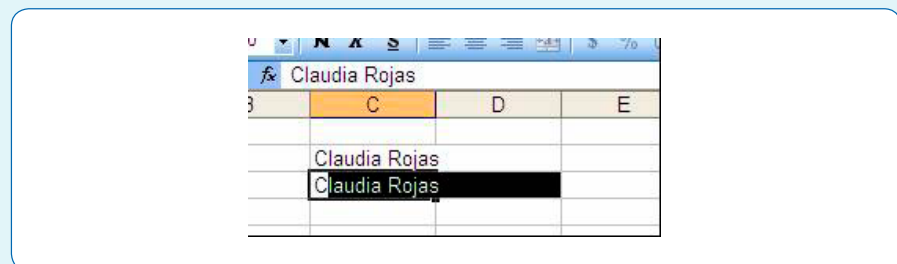 N K S $ %
fx Claudia Rojas
C D E
Claudia Rojas
Claudia Rojas